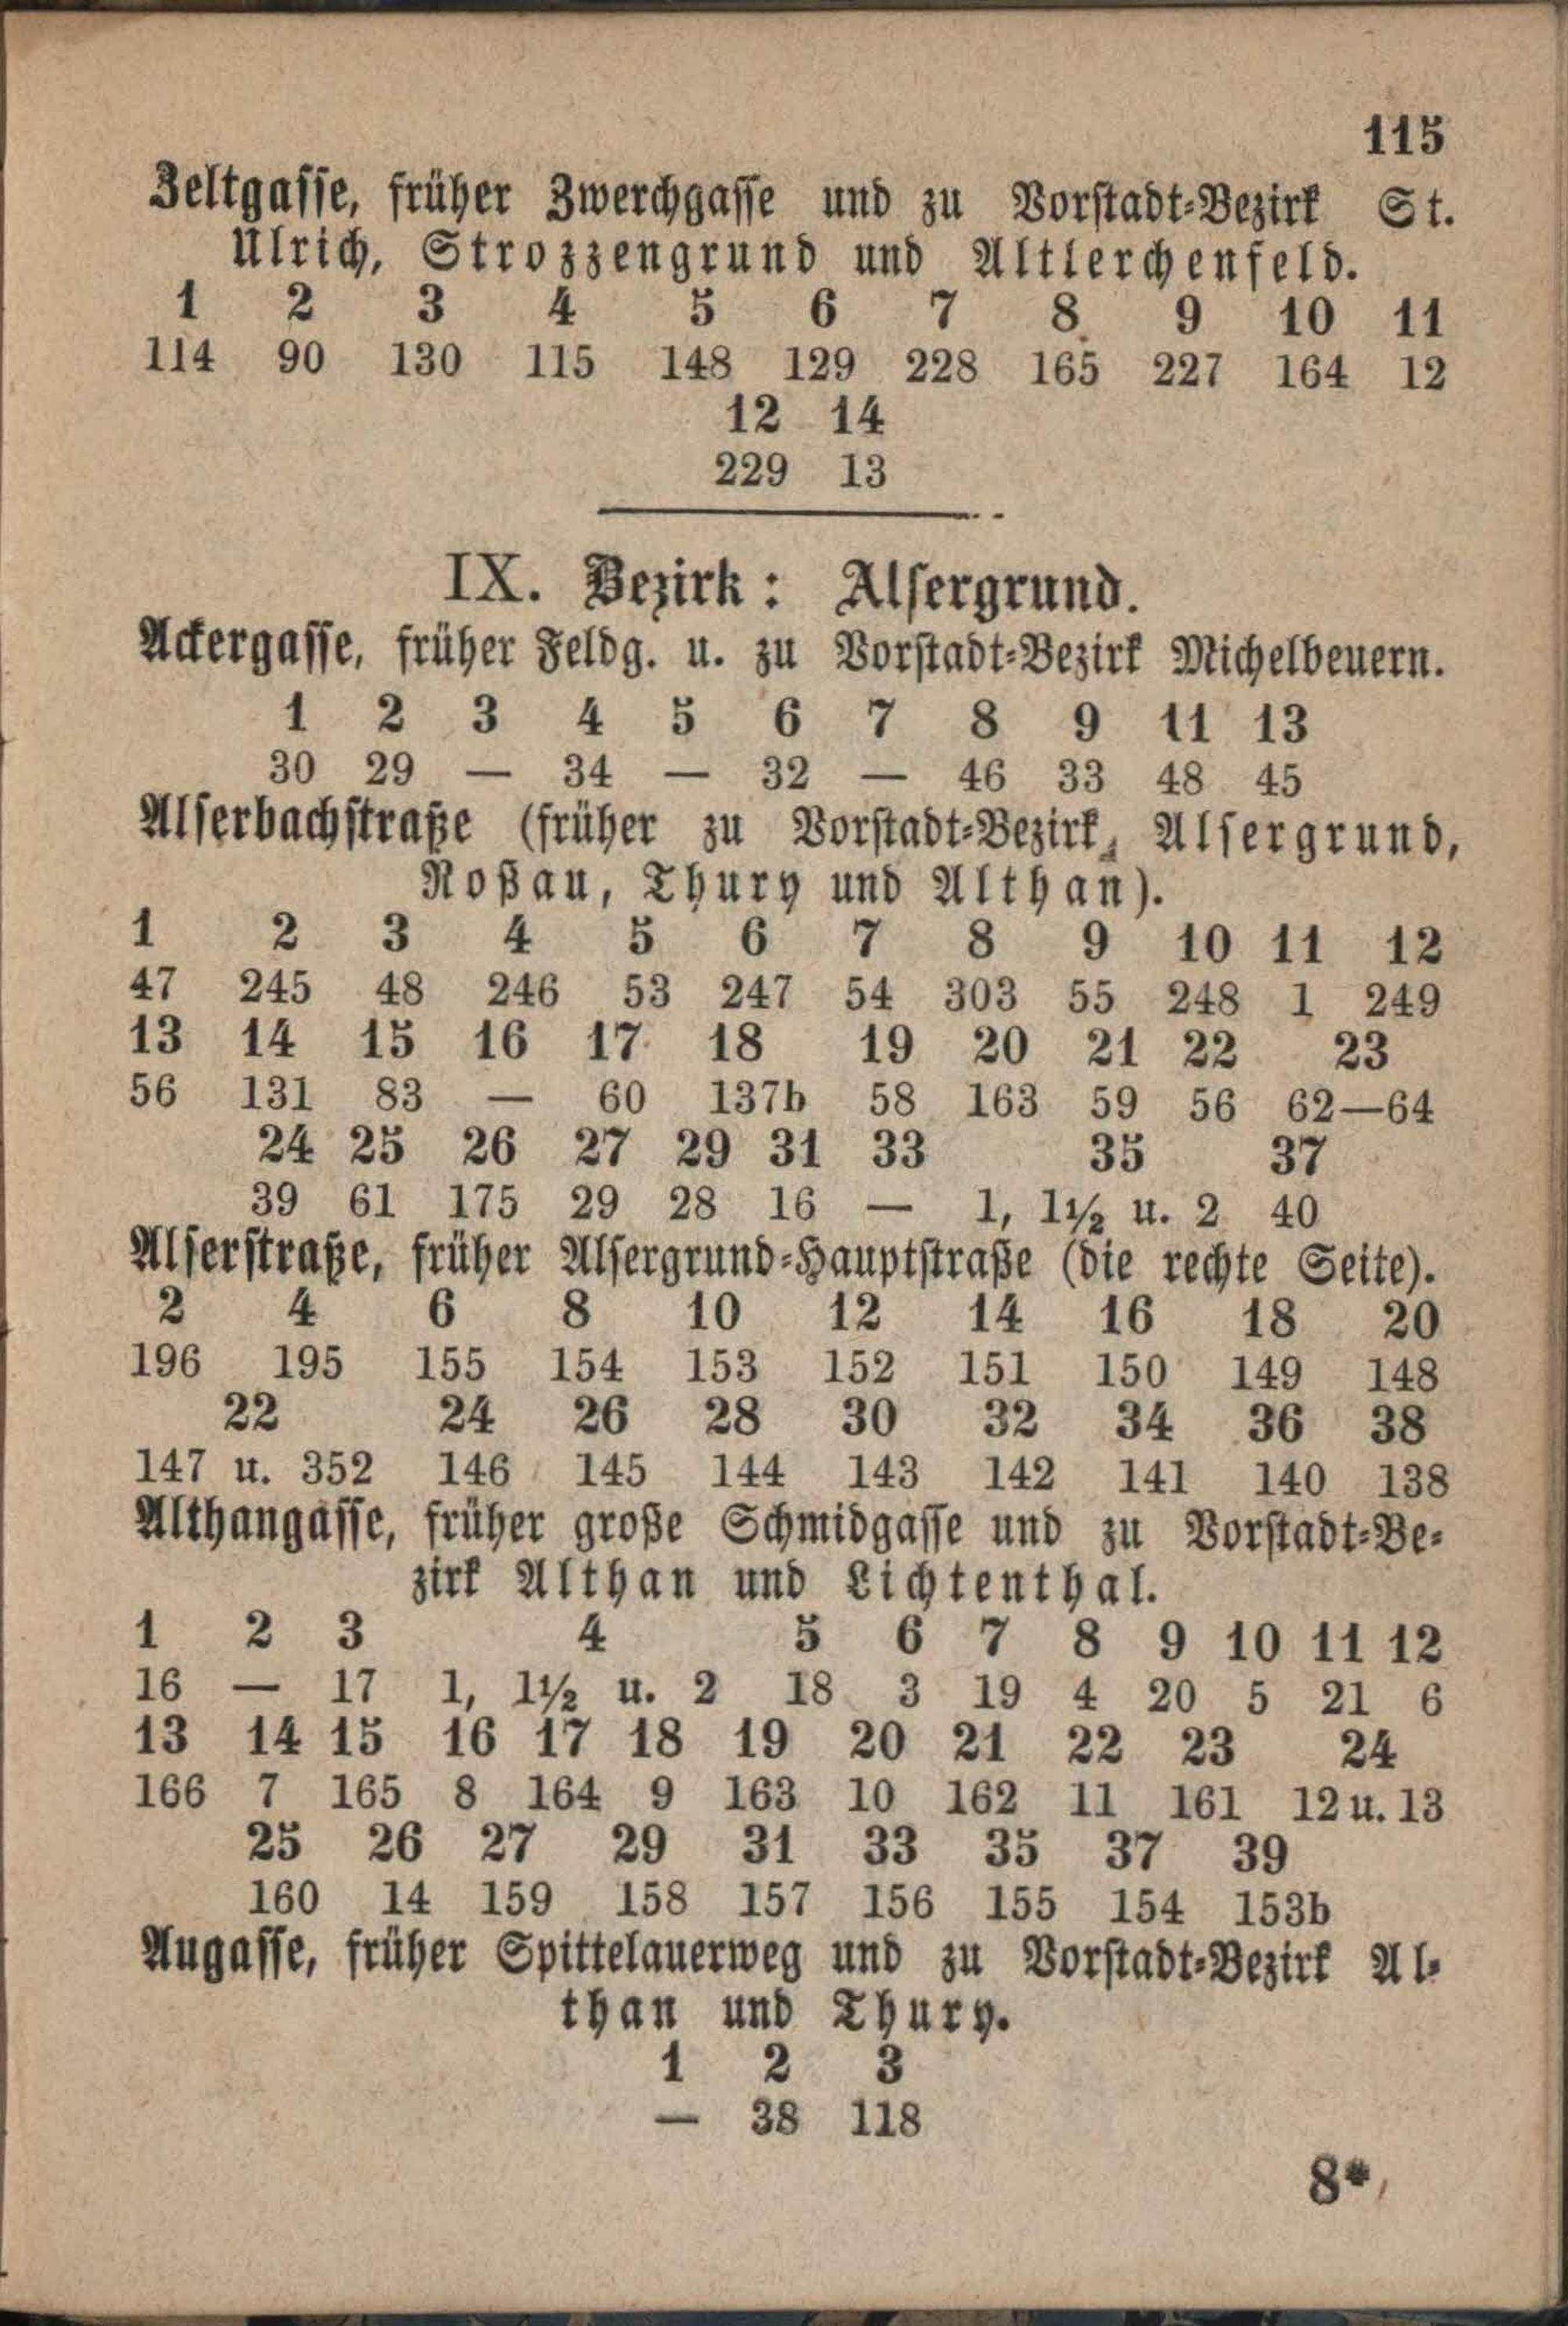 115
Zeltgasse, früher Zwerchgasse und zu Vorstadt-Bezirk St.
Ulrich, Strozzengrund und Altlerchenfeld.
1 2 3 4 5 6 7 8 9 10 11
114 90 130 115 148 129 228 165 227 164 12
12 14
229 13
IX. Bezirk: Alsergrund.
Ackergasse, früher Feldg. u. zu Vorstadt-Bezirk Michelbeuern.
1 2 3 4 5 6 7 8 9 11 13
30 29 — 34 — 32 — 46 33 48 45
Alserbachstraße (früher zu Vorstadt-Bezirk, Alsergrund,
Roßau, Thury und Althan).
1 2 3 4 5 6 7 8 9 10 11 12
47 245 48 246 53 247 54 303 55 248 1 249
13 14 15 16 17 18 19 20 21 22 23
56 131 83 — 60 137b 58 163 59 56 62—64
24 25 26 27 29 31 33 35 37
39 61 175 29 28 16 — 1, 1½ u. 2 40
Alserstraße, früher Alsergrund-Hauptstraße (die rechte Seite).
2 4 6 8 10 12 14 16 18 20
196 195 155 154 153 152 151 150 149 148
22 24 26 28 30 32 34 36 38
147 u. 352 146 145 144 143 142 141 140 138
Althangasse, früher große Schmidgasse und zu Vorstadt-Be-
zirk Althan und Lichtenthal.
1 2 3 4 5 6 7 8 9 10 11 12
16 — 17 1, 1½ u. 2 18 3 19 4 20 5 21 6
13 14 15 16 17 18 19 20 21 22 23 24
166 7 165 8 164 9 163 10 162 11 161 12 u. 13
25 26 27 29 31 33 35 37 39
160 14 159 158 157 156 155 154 153b
Augasse, früher Spittelauerweg und zu Vorstadt-Bezirk Al-
than und Thury.
1 2 3
— 38 118
8*